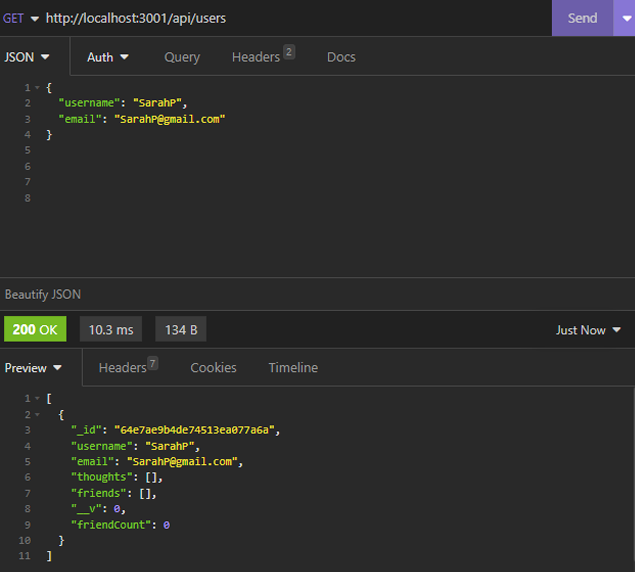 GET http://localhost:3001/api/users Send
JSON Auth Query Headers 2 Docs
1 {
2 "username": "SarahP",
3 "email": "SarahP@gmail.com"
4 }
5
6
7
8
Beautify JSON
200 OK 10.3 ms 134 B Just Now
Preview Headers 7 Cookies Timeline
1 [
2 {
3 "_id": "64e7ae9b4de74513ea077a6a",
4 "username": "SarahP",
5 "email": "SarahP@gmail.com",
6 "thoughts": [],
7 "friends": [],
8 "__v": 0,
9 "friendCount": 0
10 }
11 ]